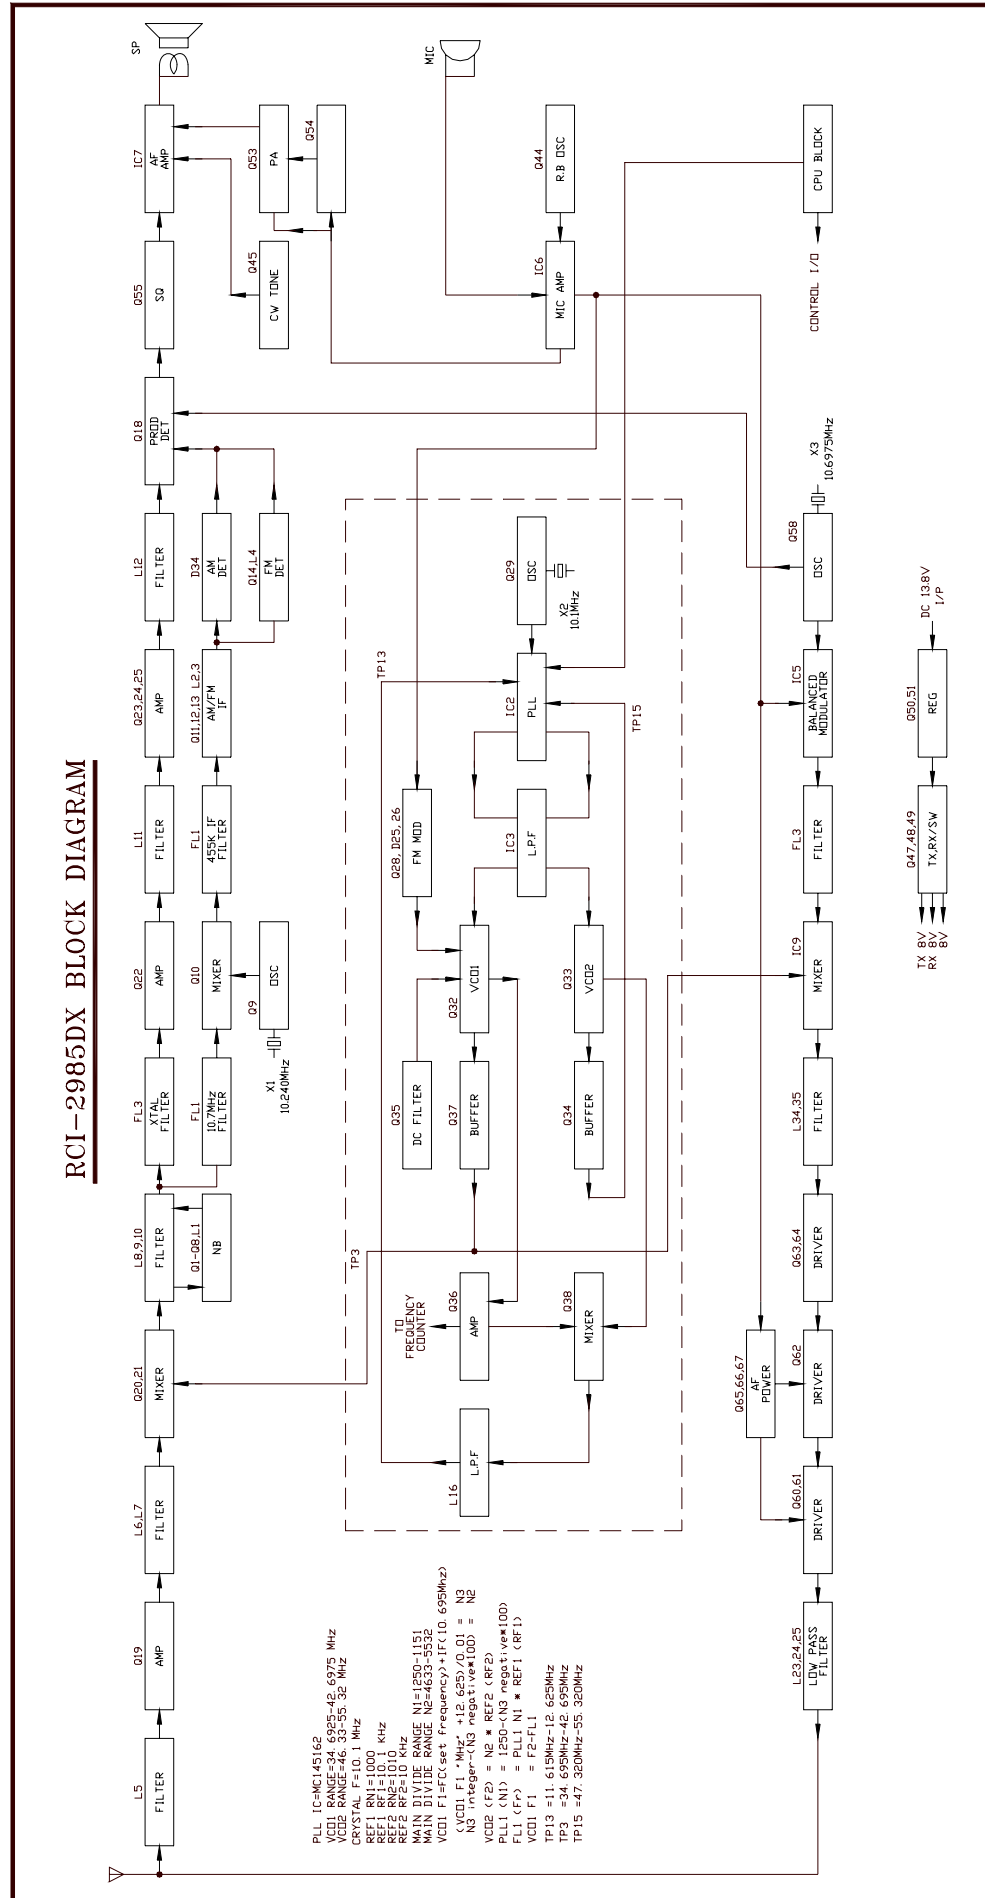 RCI-2985DX BLOCK DIAGRAM
L5
FILTER
Q19
AMP
L6,L7
FILTER
Q20,21
MIXER
L8,9,10
FILTER
Q1-Q8,L1
NB
FL3
XTAL
FILTER
FL1
10.7MHz
FILTER
Q22
AMP
Q10
MIXER
Q9
OSC
X1
10.240MHz
L11
FILTER
FL1
455K IF
FILTER
Q23,24,25
AMP
Q11,12,13 L2,3
AM/FM
IF
L12
FILTER
D34
AM
DET
Q14,L4
FM
DET
Q18
PROD
DET
Q55
SQ
Q45
CW TONE
IC7
AF
AMP
Q53
PA
Q54
SP
MIC
Q44
R.B OSC
IC6
MIC AMP
CPU BLOCK
CONTROL I/O
TP3
TO
FREQUENCY
COUNTER
L16
L.P.F
Q36
AMP
Q38
MIXER
Q35
DC FILTER
Q37
BUFFER
Q34
BUFFER
Q32
VCO1
Q33
VCO2
Q28, D25, 26
FM MOD
IC3
L.P.F
TP13
IC2
PLL
TP15
Q29
OSC
X2
10.1MHz
L23,24,25
LOW PASS
FILTER
Q60,61
DRIVER
Q65,66,67
AF
POWER
Q62
DRIVER
Q63,64
DRIVER
L34,35
FILTER
IC9
MIXER
FL3
FILTER
IC5
BALANCED
MODULATOR
Q58
OSC
X3
10.6975MHz
TX 8V
RX 8V
8V
Q47,48,49
TX,RX/SW
Q50,51
REG
DC 13.8V
I/P
PLL IC=MC145162
VCO1 RANGE=34. 6925-42. 6975 MHz
VCO2 RANGE=46. 33-55. 32 MHz
CRYSTAL F=10. 1 MHz
REF1 RN1=1000
REF1 RF1=10. 1 KHz
REF2 RN2=1010
REF2 RF2=10 KHz
MAIN DIVIDE RANGE N1=1250-1151
MAIN DIVIDE RANGE N2=4633-5532
VCO1 F1=FC(set frequency)+IF(10. 695Mhz)
(VCO1 F1 "MHz" +12. 625)/0. 01 = N3
N3 integer-(N3 negative*100) = N2
VCO2 (F2) = N2 * REF2 (RF2)
PLL1 (N1) = 1250-(N3 negative*100)
FL1 (Fr) = PLL1 N1 * REF1 (RF1)
VCO1 F1 = F2-FL1
TP13 =11. 615MHz-12. 625MHz
TP3 =34. 695MHz-42. 695MHz
TP15 =47. 320MHz-55. 320MHz